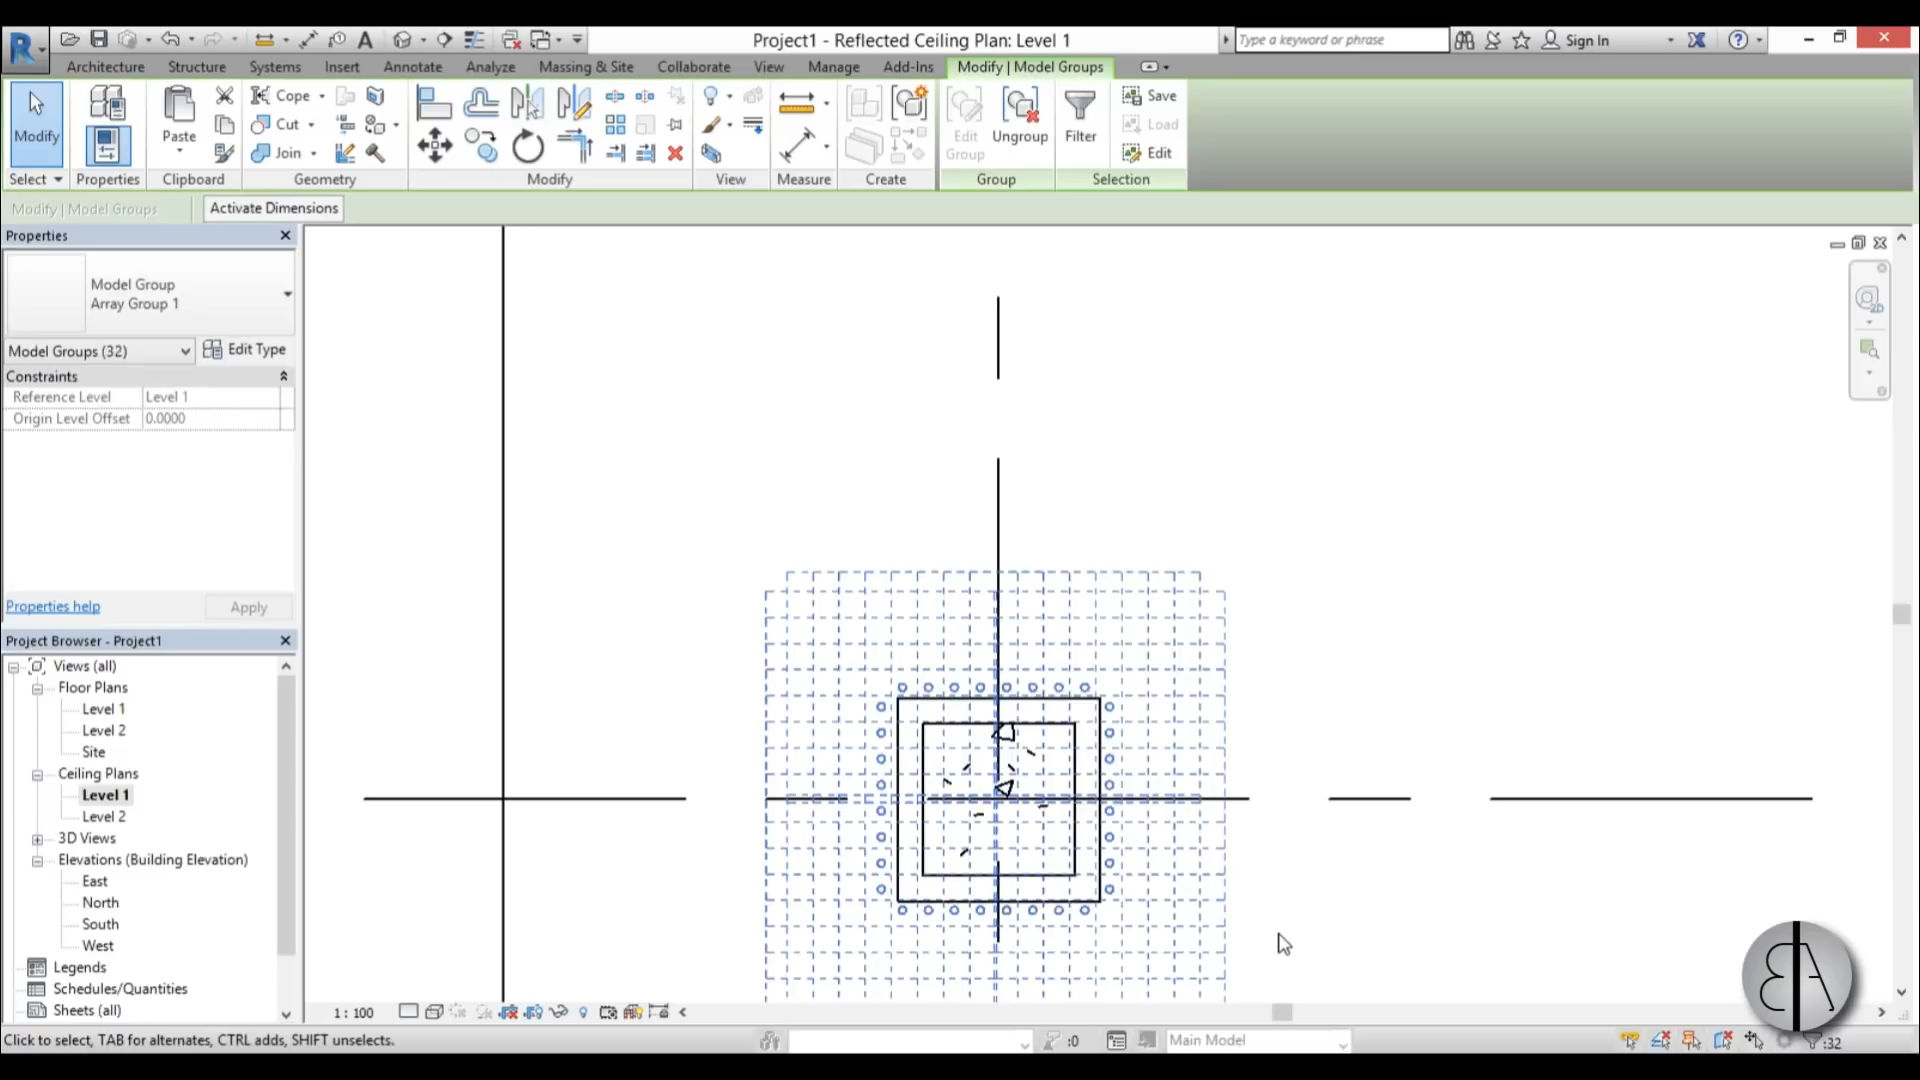 Project1 - Reflected Ceiling Plan: Level 1
Type a keyword or phrase
Sign In
Architecture Structure Systems Insert Annotate Analyze Massing & Site Collaborate View Manage Add-Ins Modify | Model Groups
Cope
Save
Modify
Paste
Cut
Edit Group
Ungroup
Filter
Load
Join
Edit
Select Properties Clipboard Geometry Modify View Measure Create Group Selection
Modify | Model Groups Activate Dimensions
Properties
Model Group
Array Group 1
Model Groups (32) Edit Type
Constraints
Reference Level Level 1
Origin Level Offset 0.0000
Properties help Apply
Project Browser - Project1
Views (all)
Floor Plans
Level 1
Level 2
Site
Ceiling Plans
Level 1
Level 2
3D Views
Elevations (Building Elevation)
East
North
South
West
Legends
Schedules/Quantities
Sheets (all)
2D
1 : 100
Click to select, TAB for alternates, CTRL adds, SHIFT unselects.
:0
Main Model
:32